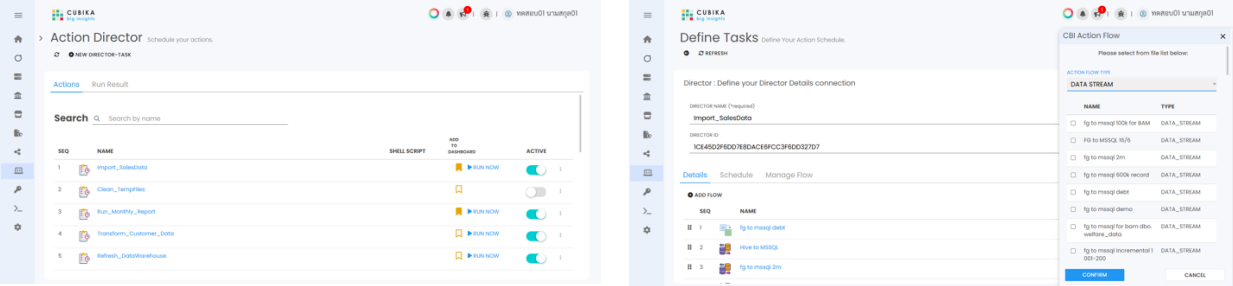 CUBIKA
big insights
ทดสอบ01 นามสกุล01
Action Director Schedule your actions.
NEW DIRECTOR-TASK
Actions Run Result
Search Search by name
SEQ NAME SHELL SCRIPT ADD TO DASHBOARD ACTIVE
1 Import_SalesData RUN NOW
2 Clean_TempFiles
3 Run_Monthly_Report RUN NOW
4 Transform_Customer_Data RUN NOW
5 Refresh_DataWarehouse RUN NOW
CUBIKA
big insights
ทดสอบ01 นามสกุล01
Define Tasks Define Your Action Schedule.
REFRESH
Director : Define your Director Details connection
DIRECTOR NAME (*required)
Import_SalesData
DIRECTOR ID
1CE45D2F6DD7E8DACE6FCC3F6DD327D7
Details Schedule Manage Flow
ADD FLOW
SEQ NAME
1 fg to mssql debt
2 Hive to MSSQL
3 fg to mssql 2m
CBI Action Flow X
Please select from file list below:
ACTION FLOW TYPE
DATA STREAM
NAME TYPE
fg to mssql 100k for BAM DATA_STREAM
FG to MSSQL 15/6 DATA_STREAM
fg to mssql 2m DATA_STREAM
fg to mssql 600k record DATA_STREAM
fg to mssql debt DATA_STREAM
fg to mssql demo DATA_STREAM
fg to mssql for bam dbo. DATA_STREAM
welfare_data
fg to mssql incremental 1 DATA_STREAM
001-200
CONFIRM CANCEL